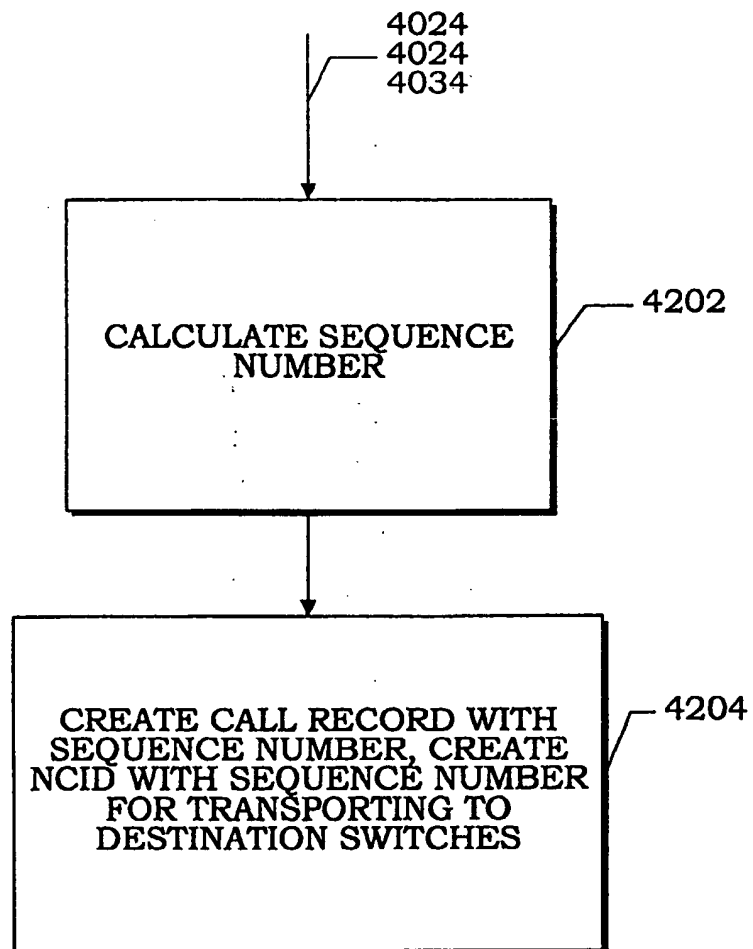 4024
4024
4034
CALCULATE SEQUENCE
NUMBER
4202
CREATE CALL RECORD WITH
SEQUENCE NUMBER, CREATE
NCID WITH SEQUENCE NUMBER
FOR TRANSPORTING TO
DESTINATION SWITCHES
4204